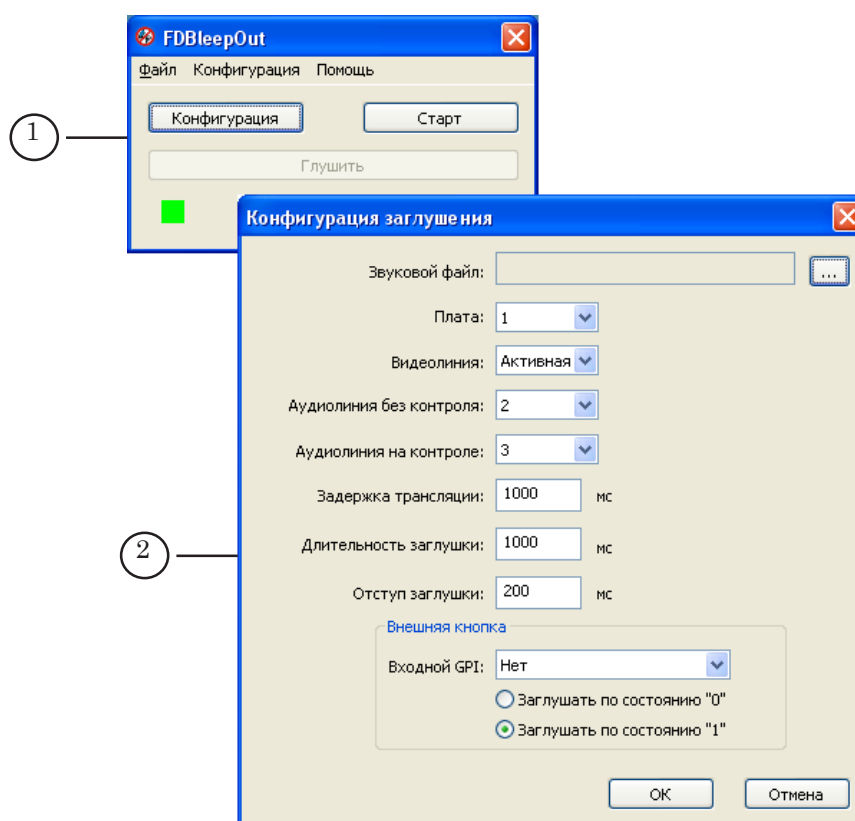 FDBleepOut
Файл Конфигурация Помощь
1
Конфигурация Старт
Глушить
Конфигурация заглушения
Звуковой файл: ...
Плата: 1
Видеолиния: Активная
Аудиолиния без контроля: 2
Аудиолиния на контроле: 3
Задержка трансляции: 1000 мс
2
Длительность заглушки: 1000 мс
Отступ заглушки: 200 мс
Внешняя кнопка
Входной GPI: Нет
Заглушать по состоянию "0"
Заглушать по состоянию "1"
ОК Отмена